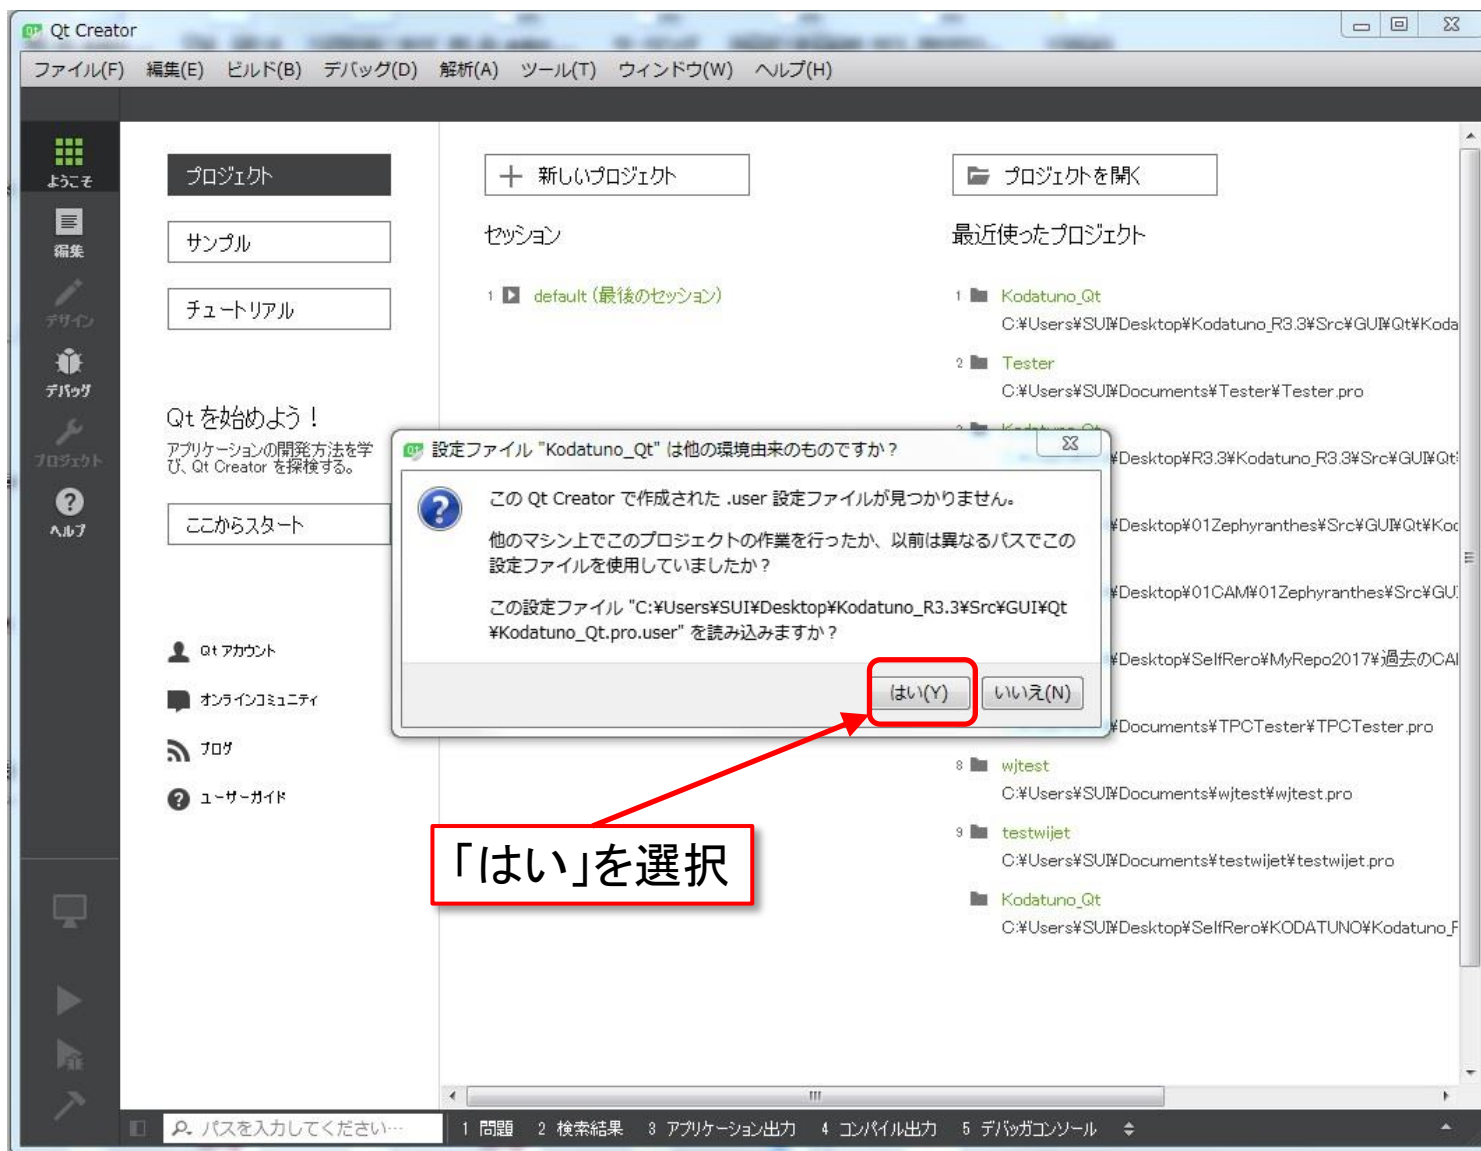 Qt Creator
ファイル(F) 編集(E) ビルド(B) デバッグ(D) 解析(A) ツール(T) ウィンドウ(W) ヘルプ(H)
ようこそ
編集
デザイン
デバッグ
プロジェクト
ヘルプ
プロジェクト
サンプル
チュートリアル
Qt を始めよう！
アプリケーションの開発方法を学
び、Qt Creator を探検する。
ここからスタート
Qt アカウント
オンラインコミュニティ
ブログ
ユーザーガイド
新しいプロジェクト
セッション
1 default (最後のセッション)
プロジェクトを開く
最近使ったプロジェクト
1 Kodatuno_Qt
C:¥Users¥SUI¥Desktop¥Kodatuno_R3.3¥Src¥GUI¥Qt¥Koda
2 Tester
C:¥Users¥SUI¥Documents¥Tester¥Tester.pro
¥Desktop¥R3.3¥Kodatuno_R3.3¥Src¥GUI¥Qt
¥Desktop¥01Zephyranthes¥Src¥GUI¥Qt¥Koc
¥Desktop¥01CAM¥01Zephyranthes¥Src¥GU
¥Desktop¥SelfRero¥MyRepo2017¥過去のCAI
¥Documents¥TPCTester¥TPCTester.pro
8 wjtest
C:¥Users¥SUI¥Documents¥wjtest¥wjtest.pro
9 testwijet
C:¥Users¥SUI¥Documents¥testwijet¥testwijet.pro
Kodatuno_Qt
C:¥Users¥SUI¥Desktop¥SelfRero¥KODATUNO¥Kodatuno_F
設定ファイル "Kodatuno_Qt" は他の環境由来のものですか？
この Qt Creator で作成された .user 設定ファイルが見つかりません。
他のマシン上でこのプロジェクトの作業を行ったか、以前は異なるパスでこの
設定ファイルを使用していましたか？
この設定ファイル "C:¥Users¥SUI¥Desktop¥Kodatuno_R3.3¥Src¥GUI¥Qt
¥Kodatuno_Qt.pro.user" を読み込みますか？
はい(Y) いいえ(N)
「はい」を選択
パスを入力してください…
1 問題 2 検索結果 3 アプリケーション出力 4 コンパイル出力 5 デバッガコンソール